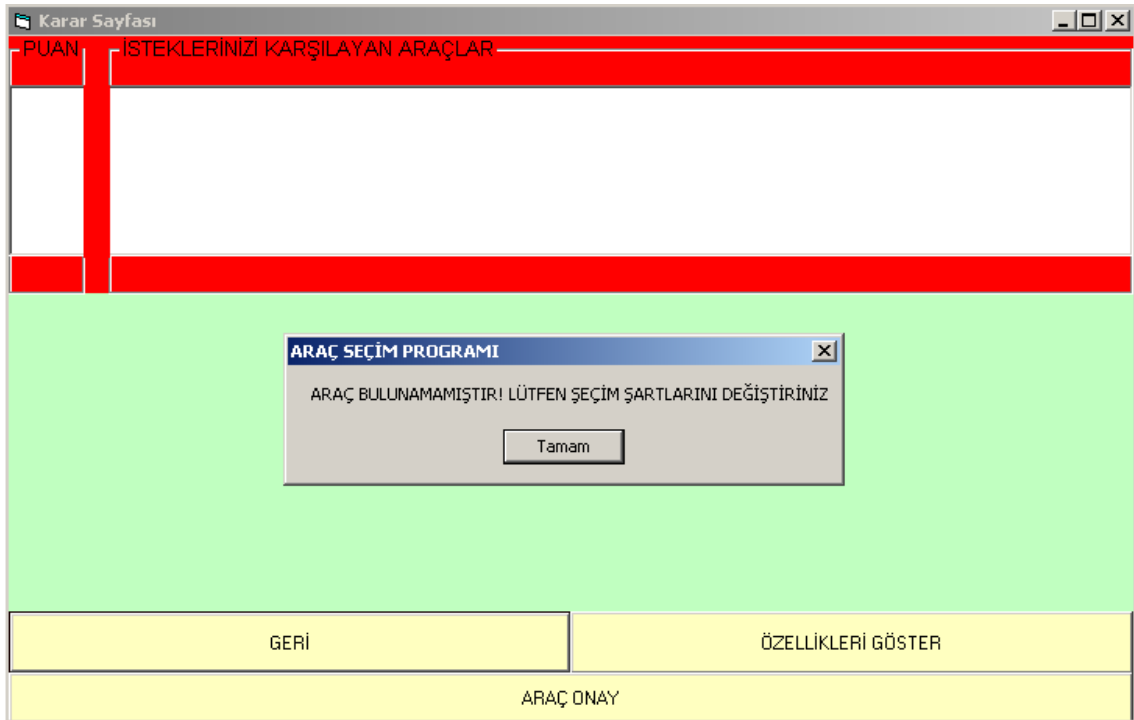 Karar Sayfası
PUAN
İSTEKLERİNİZİ KARŞILAYAN ARAÇLAR
ARAÇ SEÇİM PROGRAMI
ARAÇ BULUNAMAMIŞTIR! LÜTFEN ŞEÇİM ŞARTLARINI DEĞİŞTİRİNİZ
Tamam
GERİ
ÖZELLİKLERİ GÖSTER
ARAÇ ONAY